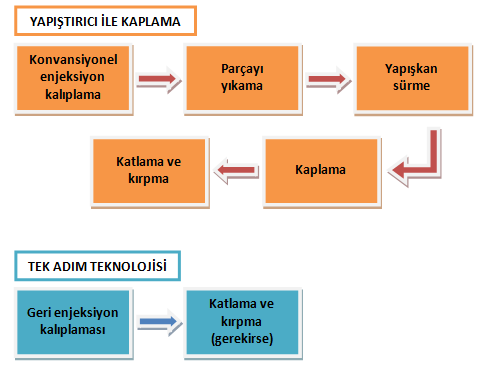 YAPIŞTIRICI İLE KAPLAMA
Konvansiyonel
enjeksiyon
kalıplama
Parçayı
yıkama
Yapışkan
sürme
Kaplama
Katlama ve
kırpma
TEK ADIM TEKNOLOJİSİ
Geri enjeksiyon
kalıplaması
Katlama ve
kırpma
(gerekirse)